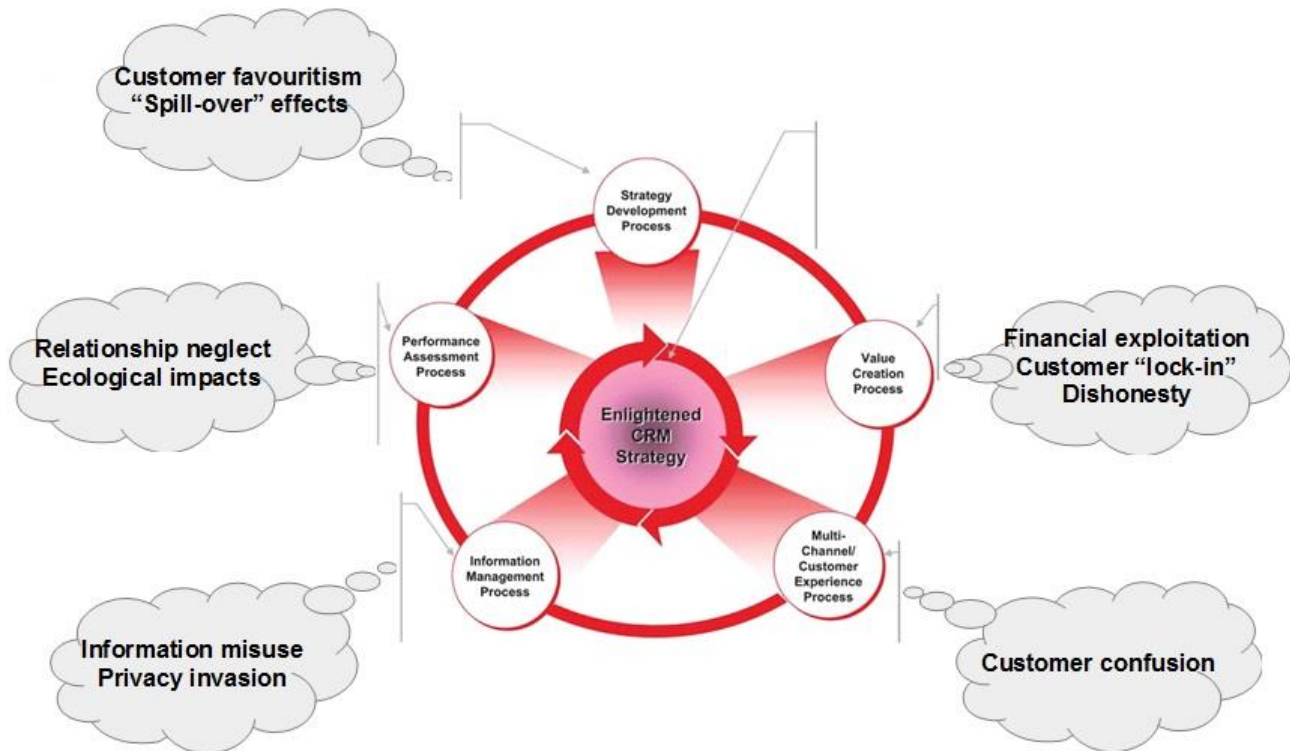 Customer favouritism
“Spill-over” effects
Strategy
Development
Process
Relationship neglect
Ecological impacts
Performance
Assessment
Process
Value
Creation
Process
Financial exploitation
Customer “lock-in”
Dishonesty
Enlightened
CRM
Strategy
Information
Management
Process
Multi-
Channel/
Customer
Experience
Process
Information misuse
Privacy invasion
Customer confusion